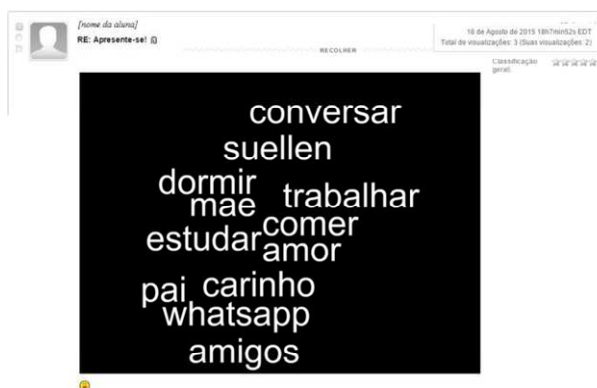 [nome da aluna]
RE: Apresente-se!
16 de Agosto de 2015 18h7min52s EDT
Total de visualizações: 3 (Suas visualizações: 2)
RECOLHER
Classificação
geral:
conversar
suellen
dormir
mae trabalhar
comer
estudar
amor
pai carinho
whatsapp
amigos